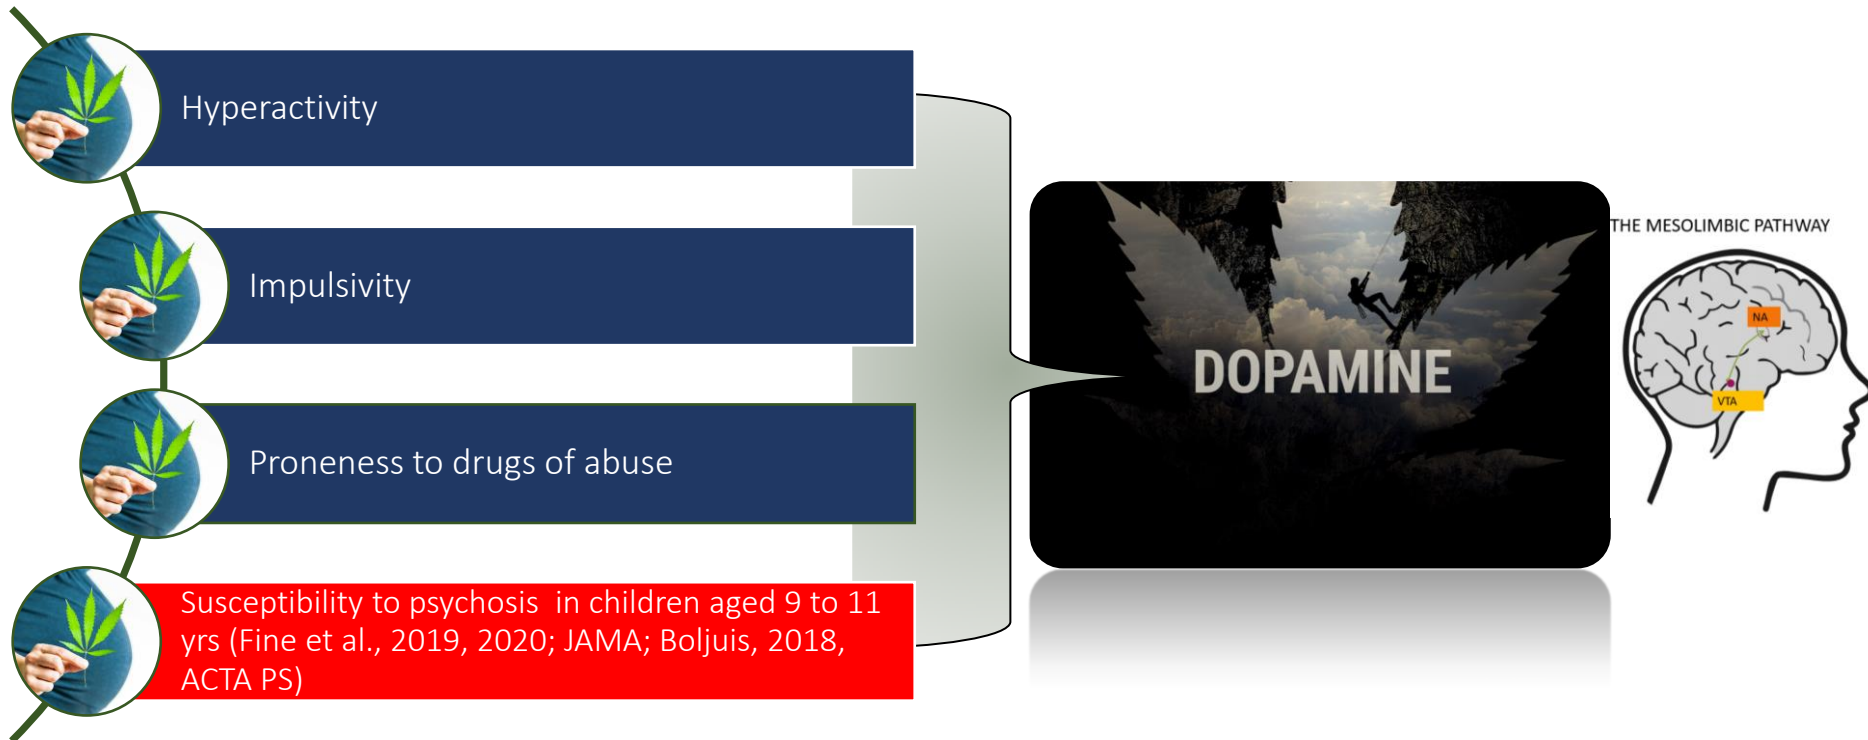 Hyperactivity
Impulsivity
Proneness to drugs of abuse
Susceptibility to psychosis in children aged 9 to 11
yrs (Fine et al., 2019, 2020; JAMA; Boljuis, 2018,
ACTA PS)
DOPAMINE
THE MESOLIMBIC PATHWAY
NA
VTA